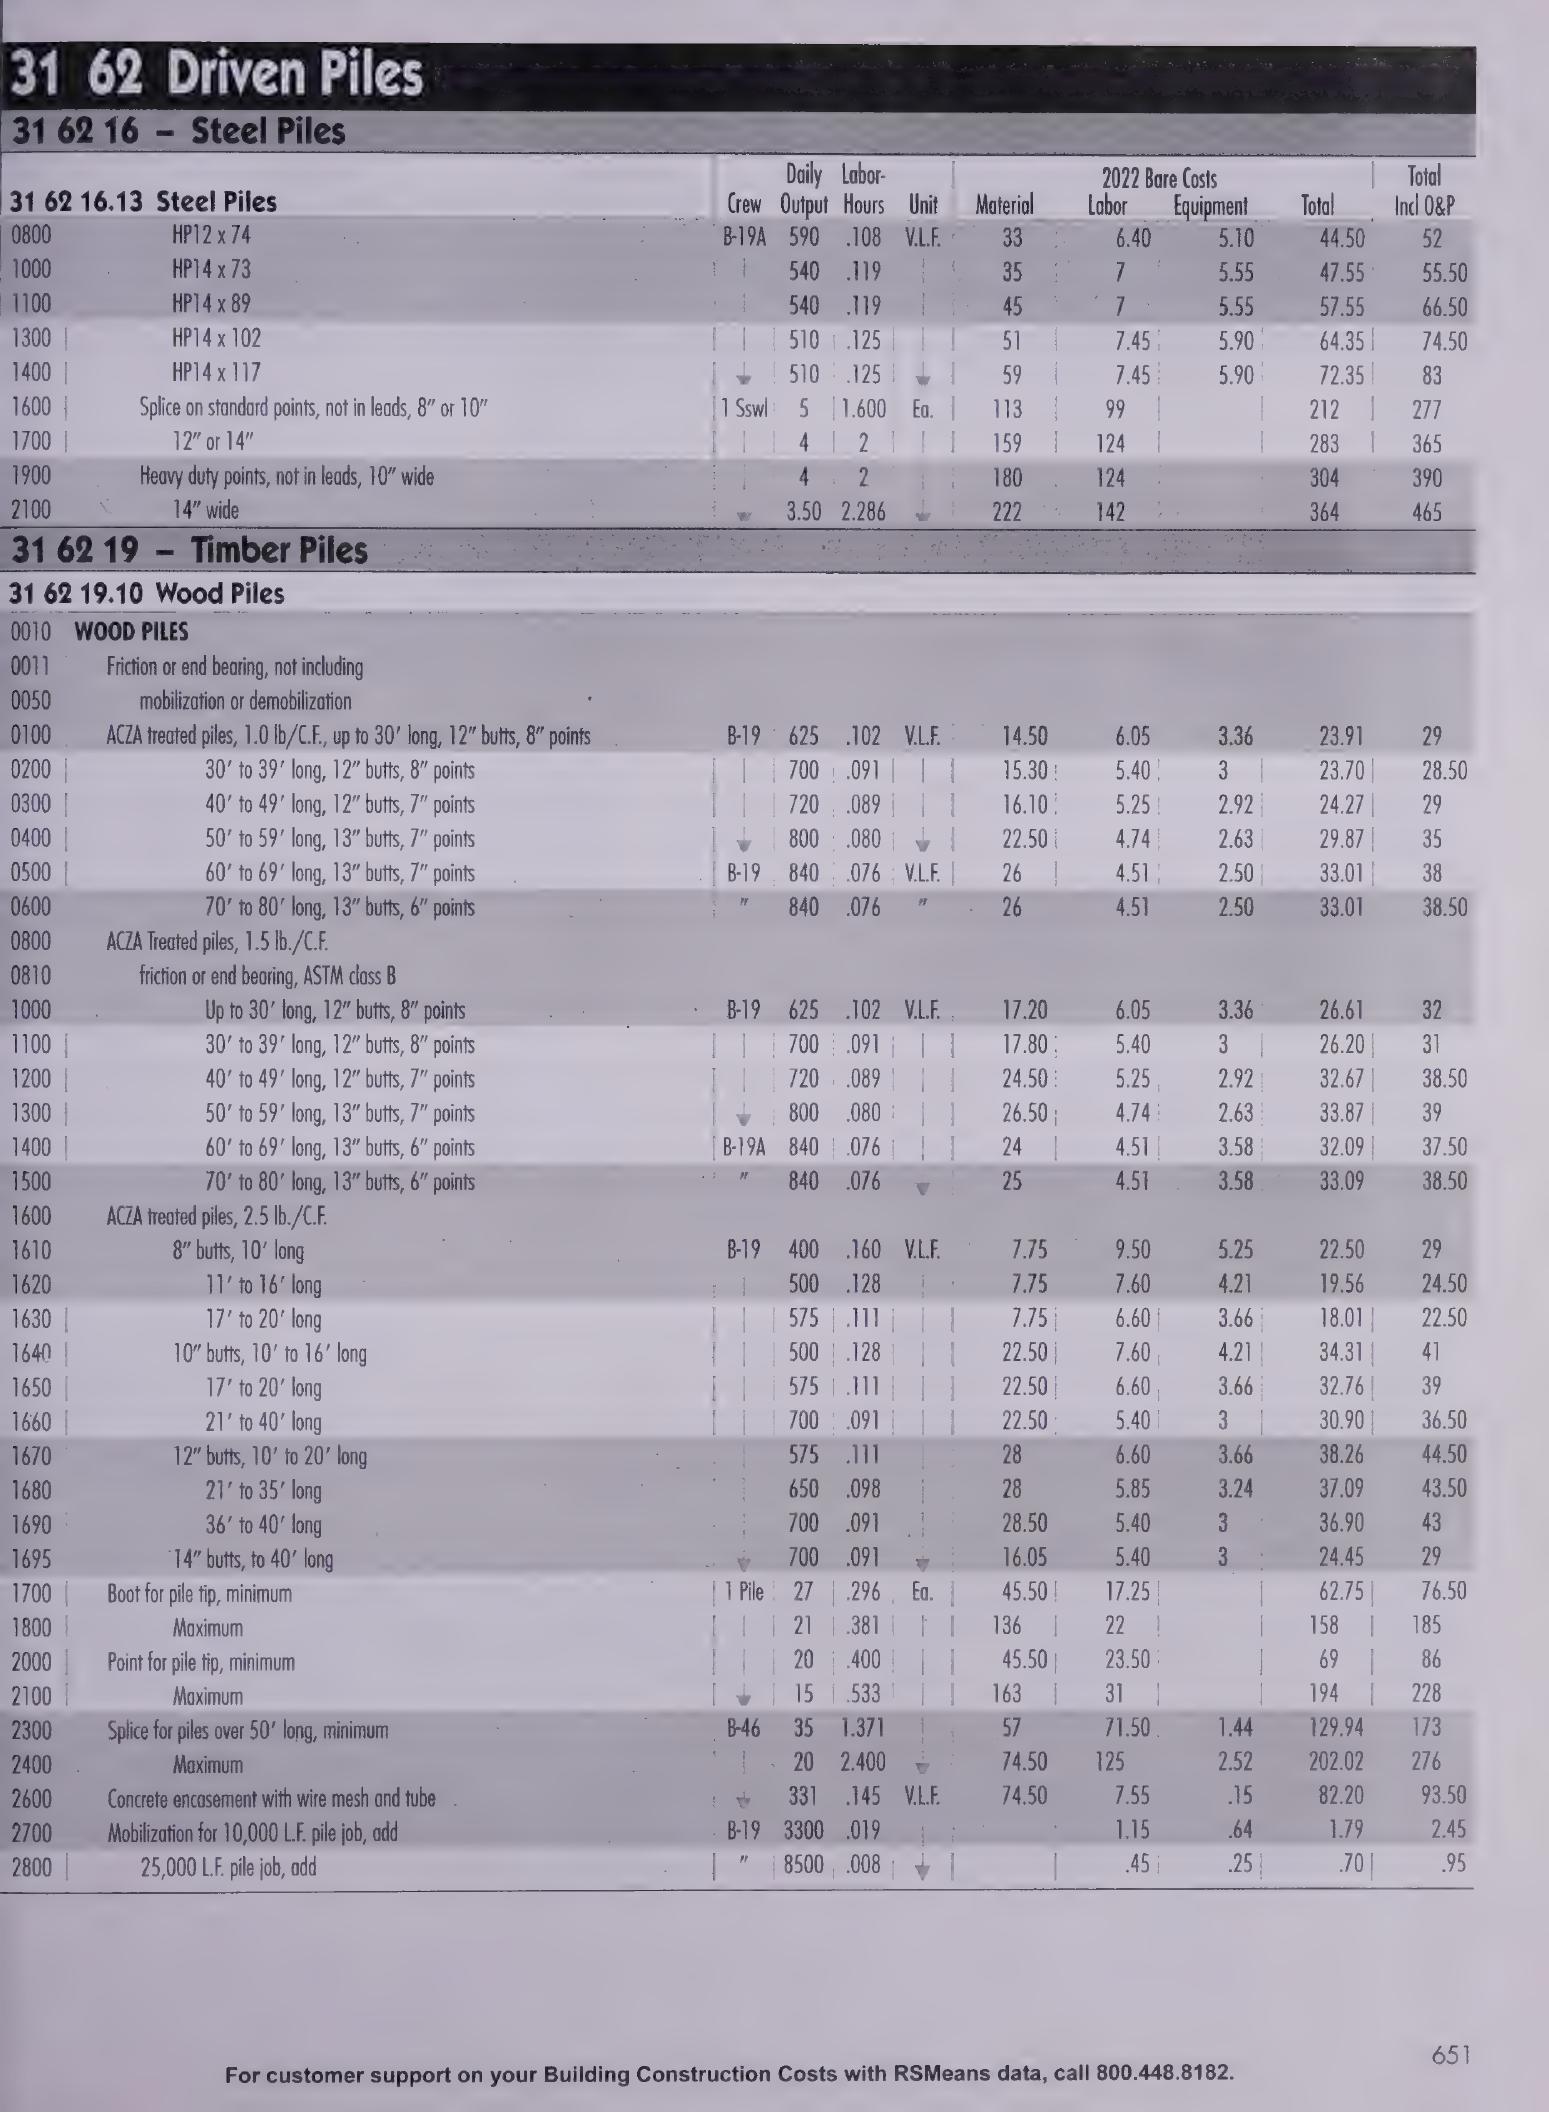 31 62 Driven Piles
31 62 16 – Steel Piles
31 62 16.13 Steel Piles Crew Daily Output Labor-Hours Unit 2022 Bare Costs Material Labor Equipment Total Total Incl O&P
0800 HP12 x 74 B-19A 590 .108 V.L.F. 33 6.40 5.10 44.50 52
1000 HP14 x 73 540 .119 35 7 5.55 47.55 55.50
1100 HP14 x 89 540 .119 45 7 5.55 57.55 66.50
1300 HP14 x 102 510 .125 51 7.45 5.90 64.35 74.50
1400 HP14 x 117 510 .125 59 7.45 5.90 72.35 83
1600 Splice on standard points, not in leads, 8" or 10" 1 Sswl 5 1.600 Ea. 113 99 212 277
1700 12" or 14" 4 2 159 124 283 365
1900 Heavy duty points, not in leads, 10" wide 4 2 180 124 304 390
2100 14" wide 3.50 2.286 222 142 364 465
31 62 19 – Timber Piles
31 62 19.10 Wood Piles
0010 WOOD PILES
0011 Friction or end bearing, not including
0050 mobilization or demobilization
0100 ACZA treated piles, 1.0 lb/C.F., up to 30' long, 12" butts, 8" points B-19 625 .102 V.L.F. 14.50 6.05 3.36 23.91 29
0200 30' to 39' long, 12" butts, 8" points 700 .091 15.30 5.40 3 23.70 28.50
0300 40' to 49' long, 12" butts, 7" points 720 .089 16.10 5.25 2.92 24.27 29
0400 50' to 59' long, 13" butts, 7" points 800 .080 22.50 4.74 2.63 29.87 35
0500 60' to 69' long, 13" butts, 7" points B-19 840 .076 V.L.F. 26 4.51 2.50 33.01 38
0600 70' to 80' long, 13" butts, 6" points " 840 .076 " 26 4.51 2.50 33.01 38.50
0800 ACZA Treated piles, 1.5 lb./C.F.
0810 friction or end bearing, ASTM class B
1000 Up to 30' long, 12" butts, 8" points B-19 625 .102 V.L.F. 17.20 6.05 3.36 26.61 32
1100 30' to 39' long, 12" butts, 8" points 700 .091 17.80 5.40 3 26.20 31
1200 40' to 49' long, 12" butts, 7" points 720 .089 24.50 5.25 2.92 32.67 38.50
1300 50' to 59' long, 13" butts, 7" points 800 .080 26.50 4.74 2.63 33.87 39
1400 60' to 69' long, 13" butts, 6" points B-19A 840 .076 24 4.51 3.58 32.09 37.50
1500 70' to 80' long, 13" butts, 6" points " 840 .076 25 4.51 3.58 33.09 38.50
1600 ACZA treated piles, 2.5 lb./C.F.
1610 8" butts, 10' long B-19 400 .160 V.L.F. 7.75 9.50 5.25 22.50 29
1620 11' to 16' long 500 .128 7.75 7.60 4.21 19.56 24.50
1630 17' to 20' long 575 .111 7.75 6.60 3.66 18.01 22.50
1640 10" butts, 10' to 16' long 500 .128 22.50 7.60 4.21 34.31 41
1650 17' to 20' long 575 .111 22.50 6.60 3.66 32.76 39
1660 21' to 40' long 700 .091 22.50 5.40 3 30.90 36.50
1670 12" butts, 10' to 20' long 575 .111 28 6.60 3.66 38.26 44.50
1680 21' to 35' long 650 .098 28 5.85 3.24 37.09 43.50
1690 36' to 40' long 700 .091 28.50 5.40 3 36.90 43
1695 14" butts, to 40' long 700 .091 16.05 5.40 3 24.45 29
1700 Boot for pile tip, minimum 1 Pile 27 .296 Ea. 45.50 17.25 62.75 76.50
1800 Maximum 21 .381 136 22 158 185
2000 Point for pile tip, minimum 20 .400 45.50 23.50 69 86
2100 Maximum 15 .533 163 31 194 228
2300 Splice for piles over 50' long, minimum B-46 35 1.371 57 71.50 1.44 129.94 173
2400 Maximum 20 2.400 74.50 125 2.52 202.02 276
2600 Concrete encasement with wire mesh and tube 331 .145 V.L.F. 74.50 7.55 .15 82.20 93.50
2700 Mobilization for 10,000 L.F. pile job, add B-19 3300 .019 1.15 .64 1.79 2.45
2800 25,000 L.F. pile job, add " 8500 .008 .45 .25 .70 .95
651
For customer support on your Building Construction Costs with RSMeans data, call 800.448.8182.